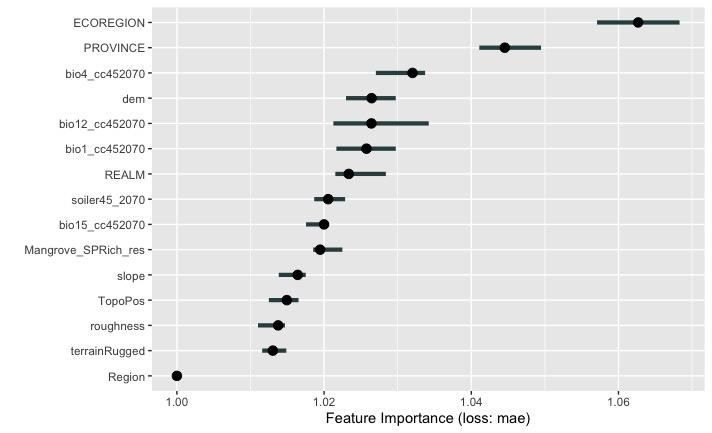 ECOREGION
PROVINCE
bio4_cc452070
dem
bio12_cc452070
bio1_cc452070
REALM
soiler45_2070
bio15_cc452070
Mangrove_SPRich_res
slope
TopoPos
roughness
terrainRugged
Region
1.00 1.02 1.04 1.06
Feature Importance (loss: mae)